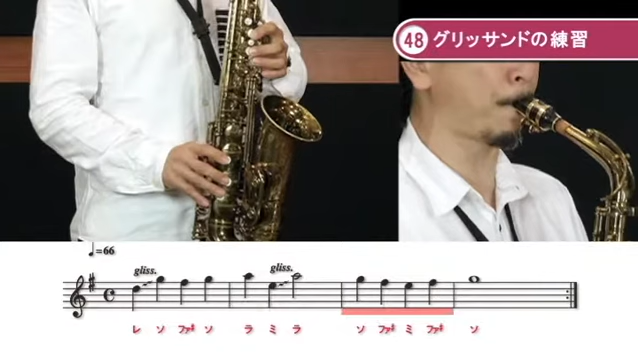 48 グリッサンドの練習
♩=66
gliss. gliss.
レ ソ ファ♯ ソ ラ ミ ラ ソ ファ♯ ミ ファ♯ ソ